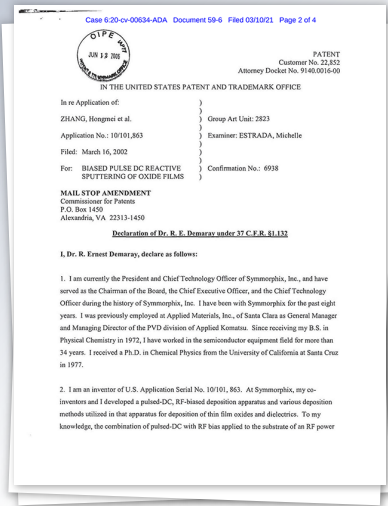 Case 6:20-cv-00634-ADA Document 59-6 Filed 03/10/21 Page 2 of 4
OIPE
JUN 12 2006
PATENT
Customer No. 22,852
Attorney Docket No. 9140.0016-00
IN THE UNITED STATES PATENT AND TRADEMARK OFFICE
In re Application of: )
ZHANG, Hongmei et al. ) Group Art Unit: 2823
Application No.: 10/101,863 ) Examiner: ESTRADA, Michelle
Filed: March 16, 2002 )
For: BIASED PULSE DC REACTIVE ) Confirmation No.: 6938
SPUTTERING OF OXIDE FILMS )
MAIL STOP AMENDMENT
Commissioner for Patents
P.O. Box 1450
Alexandria, VA 22313-1450
Declaration of Dr. R. E. Demaray under 37 C.F.R. §1.132
I, Dr. R. Ernest Demaray, declare as follows:
1. I am currently the President and Chief Technology Officer of Symmorphix, Inc., and have
served at the Chairman of the Board, the Chief Executive Officer, and the Chief Technology
Officer during the history of Symmorphix, Inc. I have been with Symmorphix for the past eight
years. I was previously employed at Applied Materials, Inc., of Santa Clara as General Manager
and Managing Director of the PVD division of Applied Komatsu. Since receiving my B.S. in
Physical Chemistry in 1972, I have worked in the semiconductor equipment field for more than
34 years. I received a Ph.D. in Chemical Physics from the University of California at Santa Cruz
in 1977.
2. I am an inventor of U.S. Application Serial No. 10/101, 863. At Symmorphix, my co-
inventors and I developed a pulsed-DC, RF-biased deposition apparatus and various deposition
methods utilized in that apparatus for deposition of thin film oxides and dielectrics. To my
knowledge, the combination of pulsed-DC with RF bias applied to the substrate of an RF power